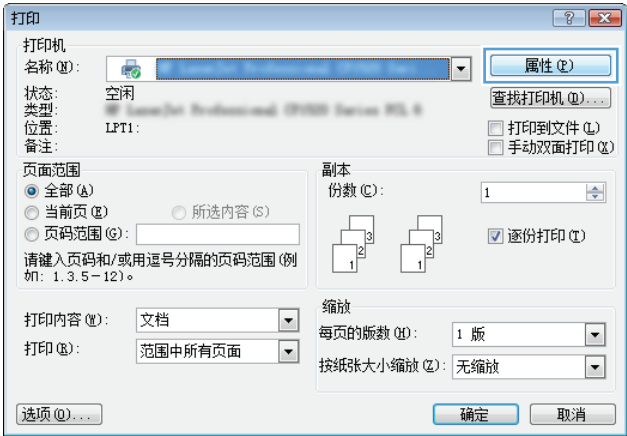 打印
打印机
名称(N):
属性(P)
状态: 空闲
查找打印机(D)...
类型:
位置: LPT1:
打印到文件(L)
备注:
手动双面打印(X)
页面范围
全部(A)
当前页(E) 所选内容(S)
页码范围(G):
请键入页码和/或用逗号分隔的页码范围(例
如: 1.3.5-12)。
副本
份数(C): 1
3
2
1
3
2
1
逐份打印(T)
打印内容(W): 文档
打印(R): 范围中所有页面
缩放
每页的版数(H): 1 版
按纸张大小缩放(Z): 无缩放
选项(O)...
确定
取消